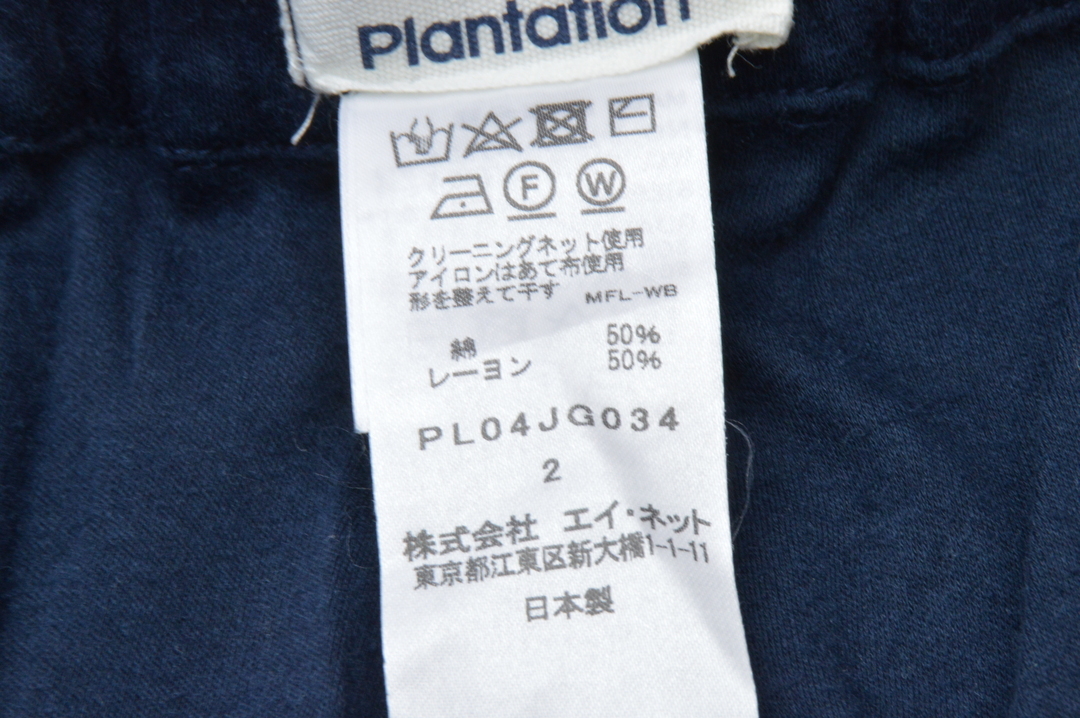 Plantation
F W
クリーニングネット使用
アイロンはあて布使用
形を整えて干す MFL-WB
綿 50%
レーヨン 50%
PL04JG034
2
株式会社 エイ・ネット
東京都江東区新大橋1-1-11
日本製